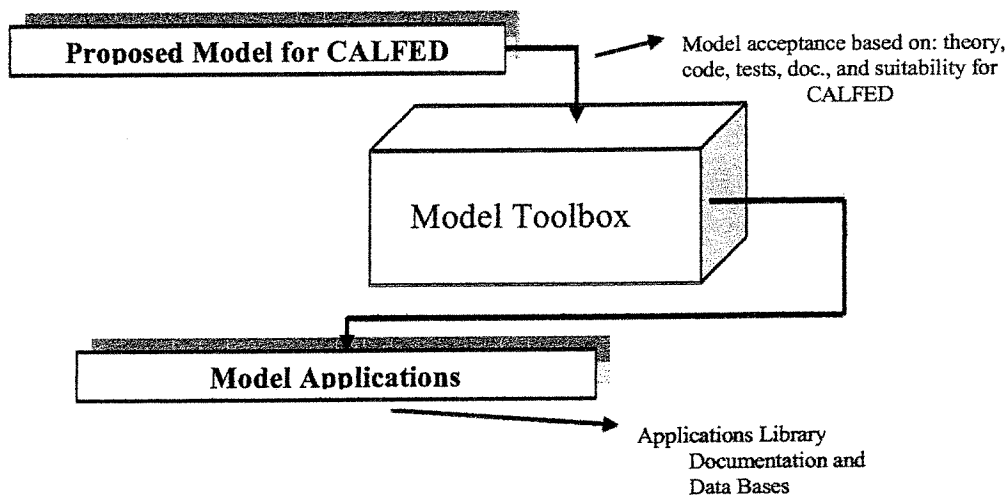 Proposed Model for CALFED
Model acceptance based on: theory,
code, tests, doc., and suitability for
CALFED
Model Toolbox
Model Applications
Applications Library
Documentation and
Data Bases